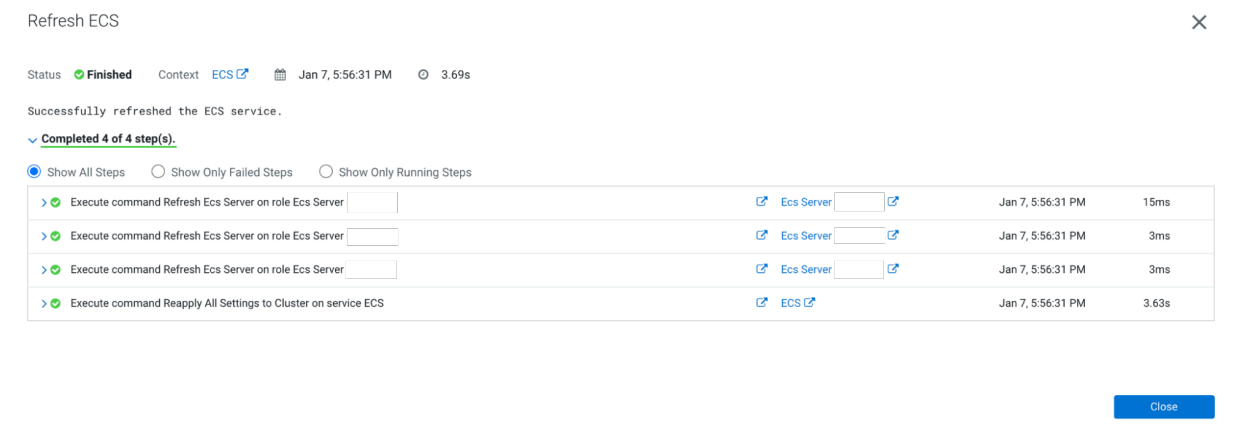 Refresh ECS
Status Finished Context ECS Jan 7, 5:56:31 PM 3.69s
Successfully refreshed the ECS service.
Completed 4 of 4 step(s).
Show All Steps Show Only Failed Steps Show Only Running Steps
Execute command Refresh Ecs Server on role Ecs Server Ecs Server Jan 7, 5:56:31 PM 15ms
Execute command Refresh Ecs Server on role Ecs Server Ecs Server Jan 7, 5:56:31 PM 3ms
Execute command Refresh Ecs Server on role Ecs Server Ecs Server Jan 7, 5:56:31 PM 3ms
Execute command Reapply All Settings to Cluster on service ECS ECS Jan 7, 5:56:31 PM 3.63s
Close